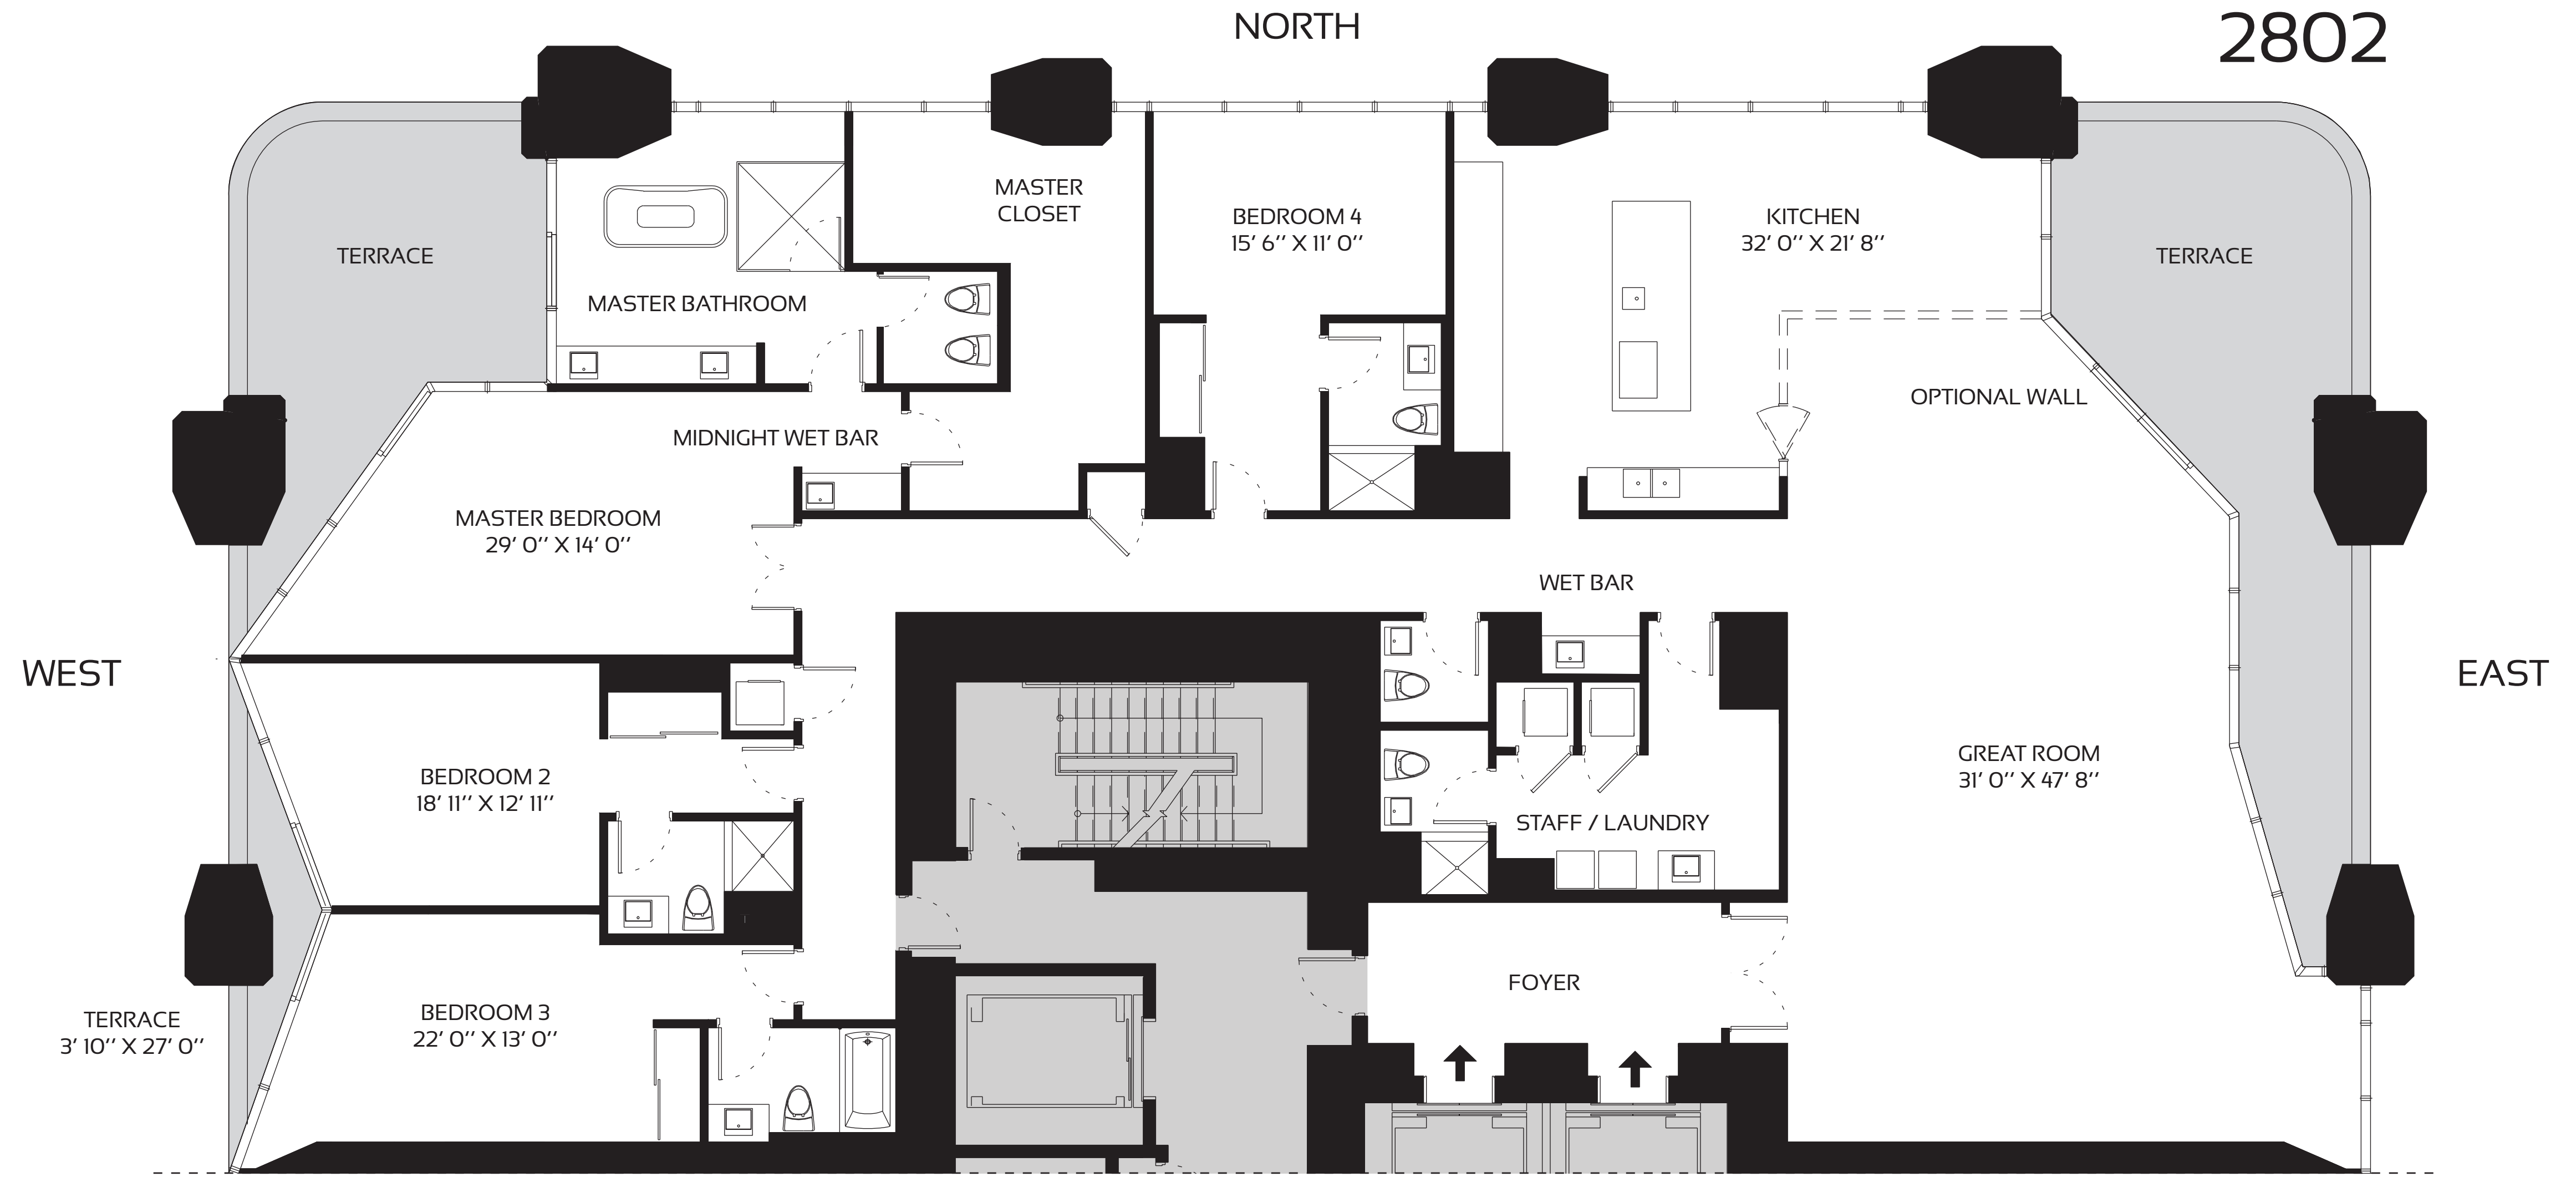 NORTH
2802
MASTER
CLOSET
BEDROOM 4
15' 6'' X 11' 0''
KITCHEN
32' 0'' X 21' 8''
TERRACE
TERRACE
MASTER BATHROOM
OPTIONAL WALL
MIDNIGHT WET BAR
MASTER BEDROOM
29' 0'' X 14' 0''
WET BAR
WEST
EAST
GREAT ROOM
31' 0'' X 47' 8''
BEDROOM 2
18' 11'' X 12' 11''
STAFF / LAUNDRY
FOYER
BEDROOM 3
22' 0'' X 13' 0''
TERRACE
3' 10'' X 27' 0''